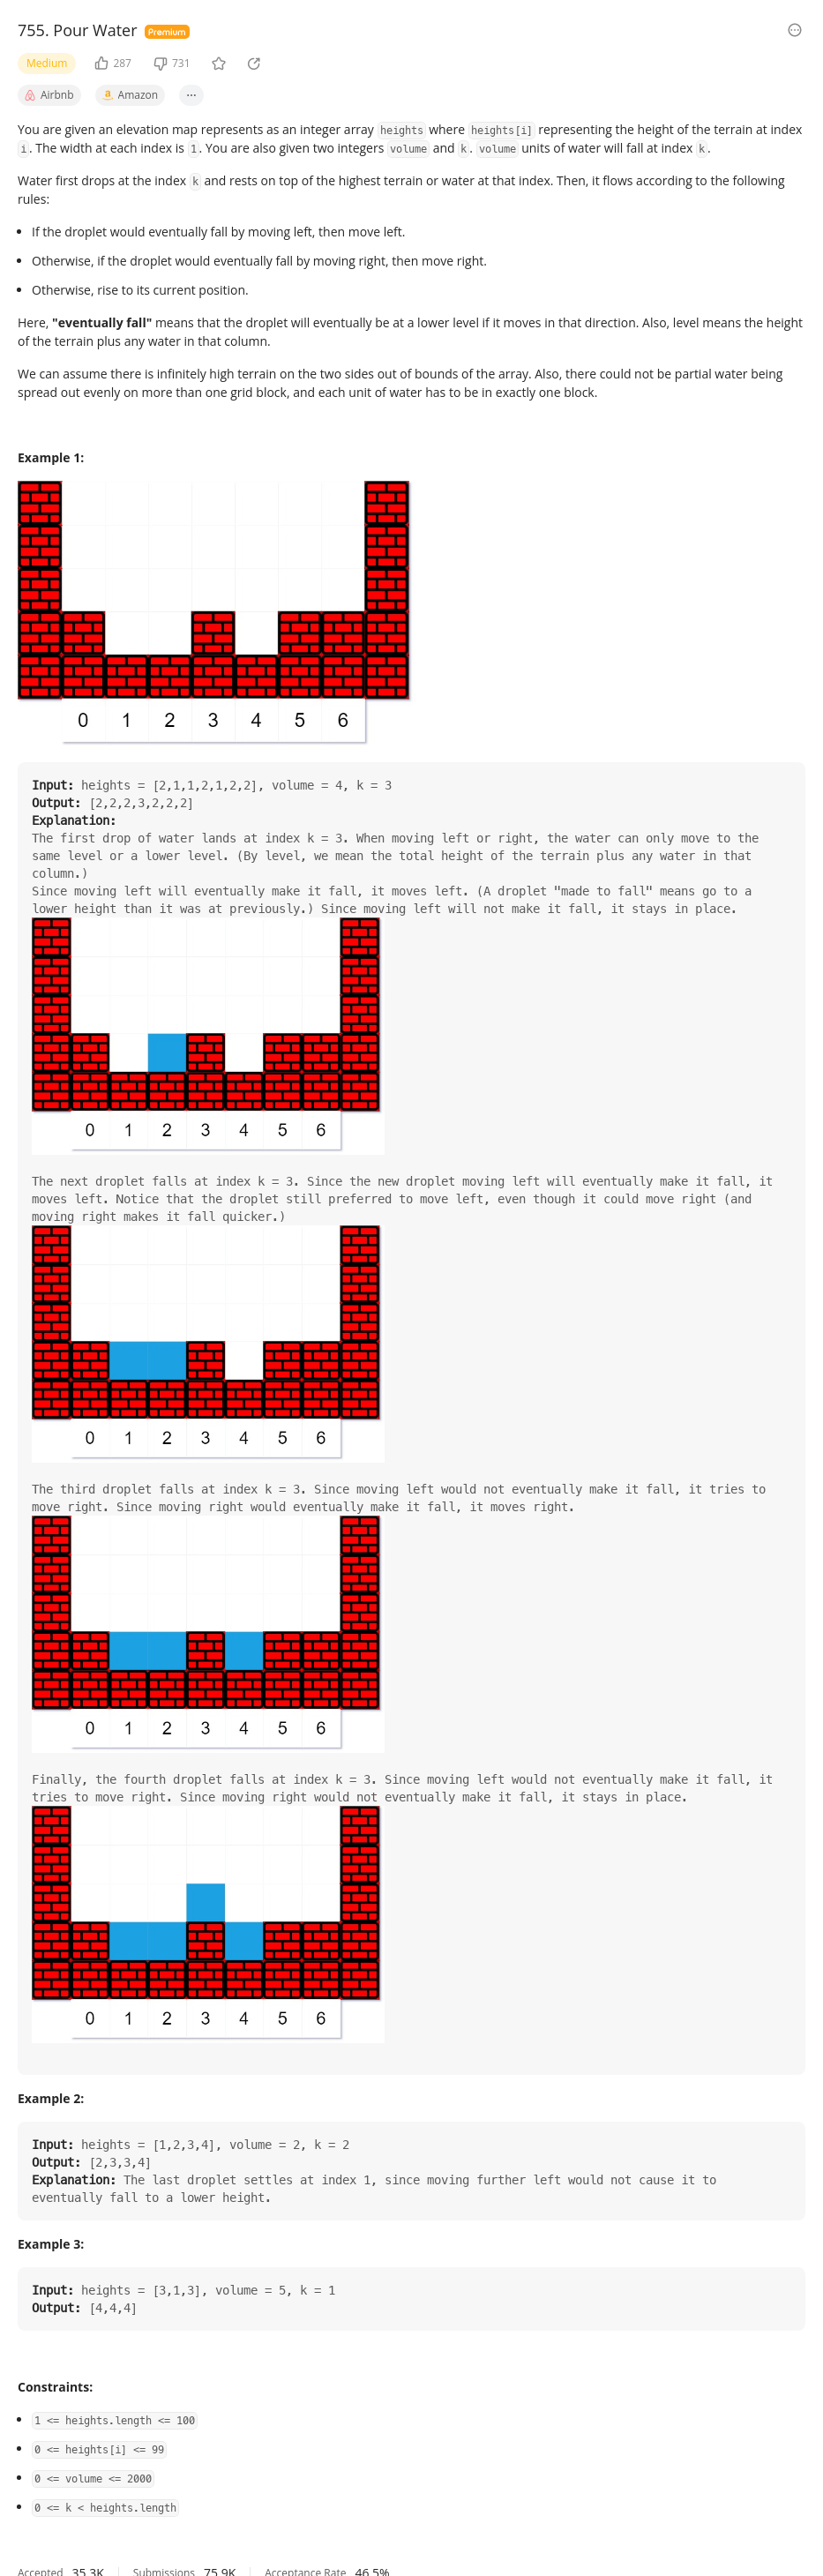 755. Pour Water Premium
Medium 287 731
Airbnb Amazon ...
You are given an elevation map represents as an integer array heights where heights[i] representing the height of the terrain at index
i. The width at each index is 1. You are also given two integers volume and k. volume units of water will fall at index k.
Water first drops at the index k and rests on top of the highest terrain or water at that index. Then, it flows according to the following
rules:
• If the droplet would eventually fall by moving left, then move left.
• Otherwise, if the droplet would eventually fall by moving right, then move right.
• Otherwise, rise to its current position.
Here, "eventually fall" means that the droplet will eventually be at a lower level if it moves in that direction. Also, level means the height
of the terrain plus any water in that column.
We can assume there is infinitely high terrain on the two sides out of bounds of the array. Also, there could not be partial water being
spread out evenly on more than one grid block, and each unit of water has to be in exactly one block.
Example 1:
0 1 2 3 4 5 6
Input: heights = [2,1,1,2,1,2,2], volume = 4, k = 3
Output: [2,2,2,3,2,2,2]
Explanation:
The first drop of water lands at index k = 3. When moving left or right, the water can only move to the
same level or a lower level. (By level, we mean the total height of the terrain plus any water in that
column.)
Since moving left will eventually make it fall, it moves left. (A droplet "made to fall" means go to a
lower height than it was at previously.) Since moving left will not make it fall, it stays in place.
0 1 2 3 4 5 6
The next droplet falls at index k = 3. Since the new droplet moving left will eventually make it fall, it
moves left. Notice that the droplet still preferred to move left, even though it could move right (and
moving right makes it fall quicker.)
0 1 2 3 4 5 6
The third droplet falls at index k = 3. Since moving left would not eventually make it fall, it tries to
move right. Since moving right would eventually make it fall, it moves right.
0 1 2 3 4 5 6
Finally, the fourth droplet falls at index k = 3. Since moving left would not eventually make it fall, it
tries to move right. Since moving right would not eventually make it fall, it stays in place.
0 1 2 3 4 5 6
Example 2:
Input: heights = [1,2,3,4], volume = 2, k = 2
Output: [2,3,3,4]
Explanation: The last droplet settles at index 1, since moving further left would not cause it to
eventually fall to a lower height.
Example 3:
Input: heights = [3,1,3], volume = 5, k = 1
Output: [4,4,4]
Constraints:
• 1 <= heights.length <= 100
• 0 <= heights[i] <= 99
• 0 <= volume <= 2000
• 0 <= k < heights.length
Accepted 35.3K Submissions 75.9K Acceptance Rate 46.5%